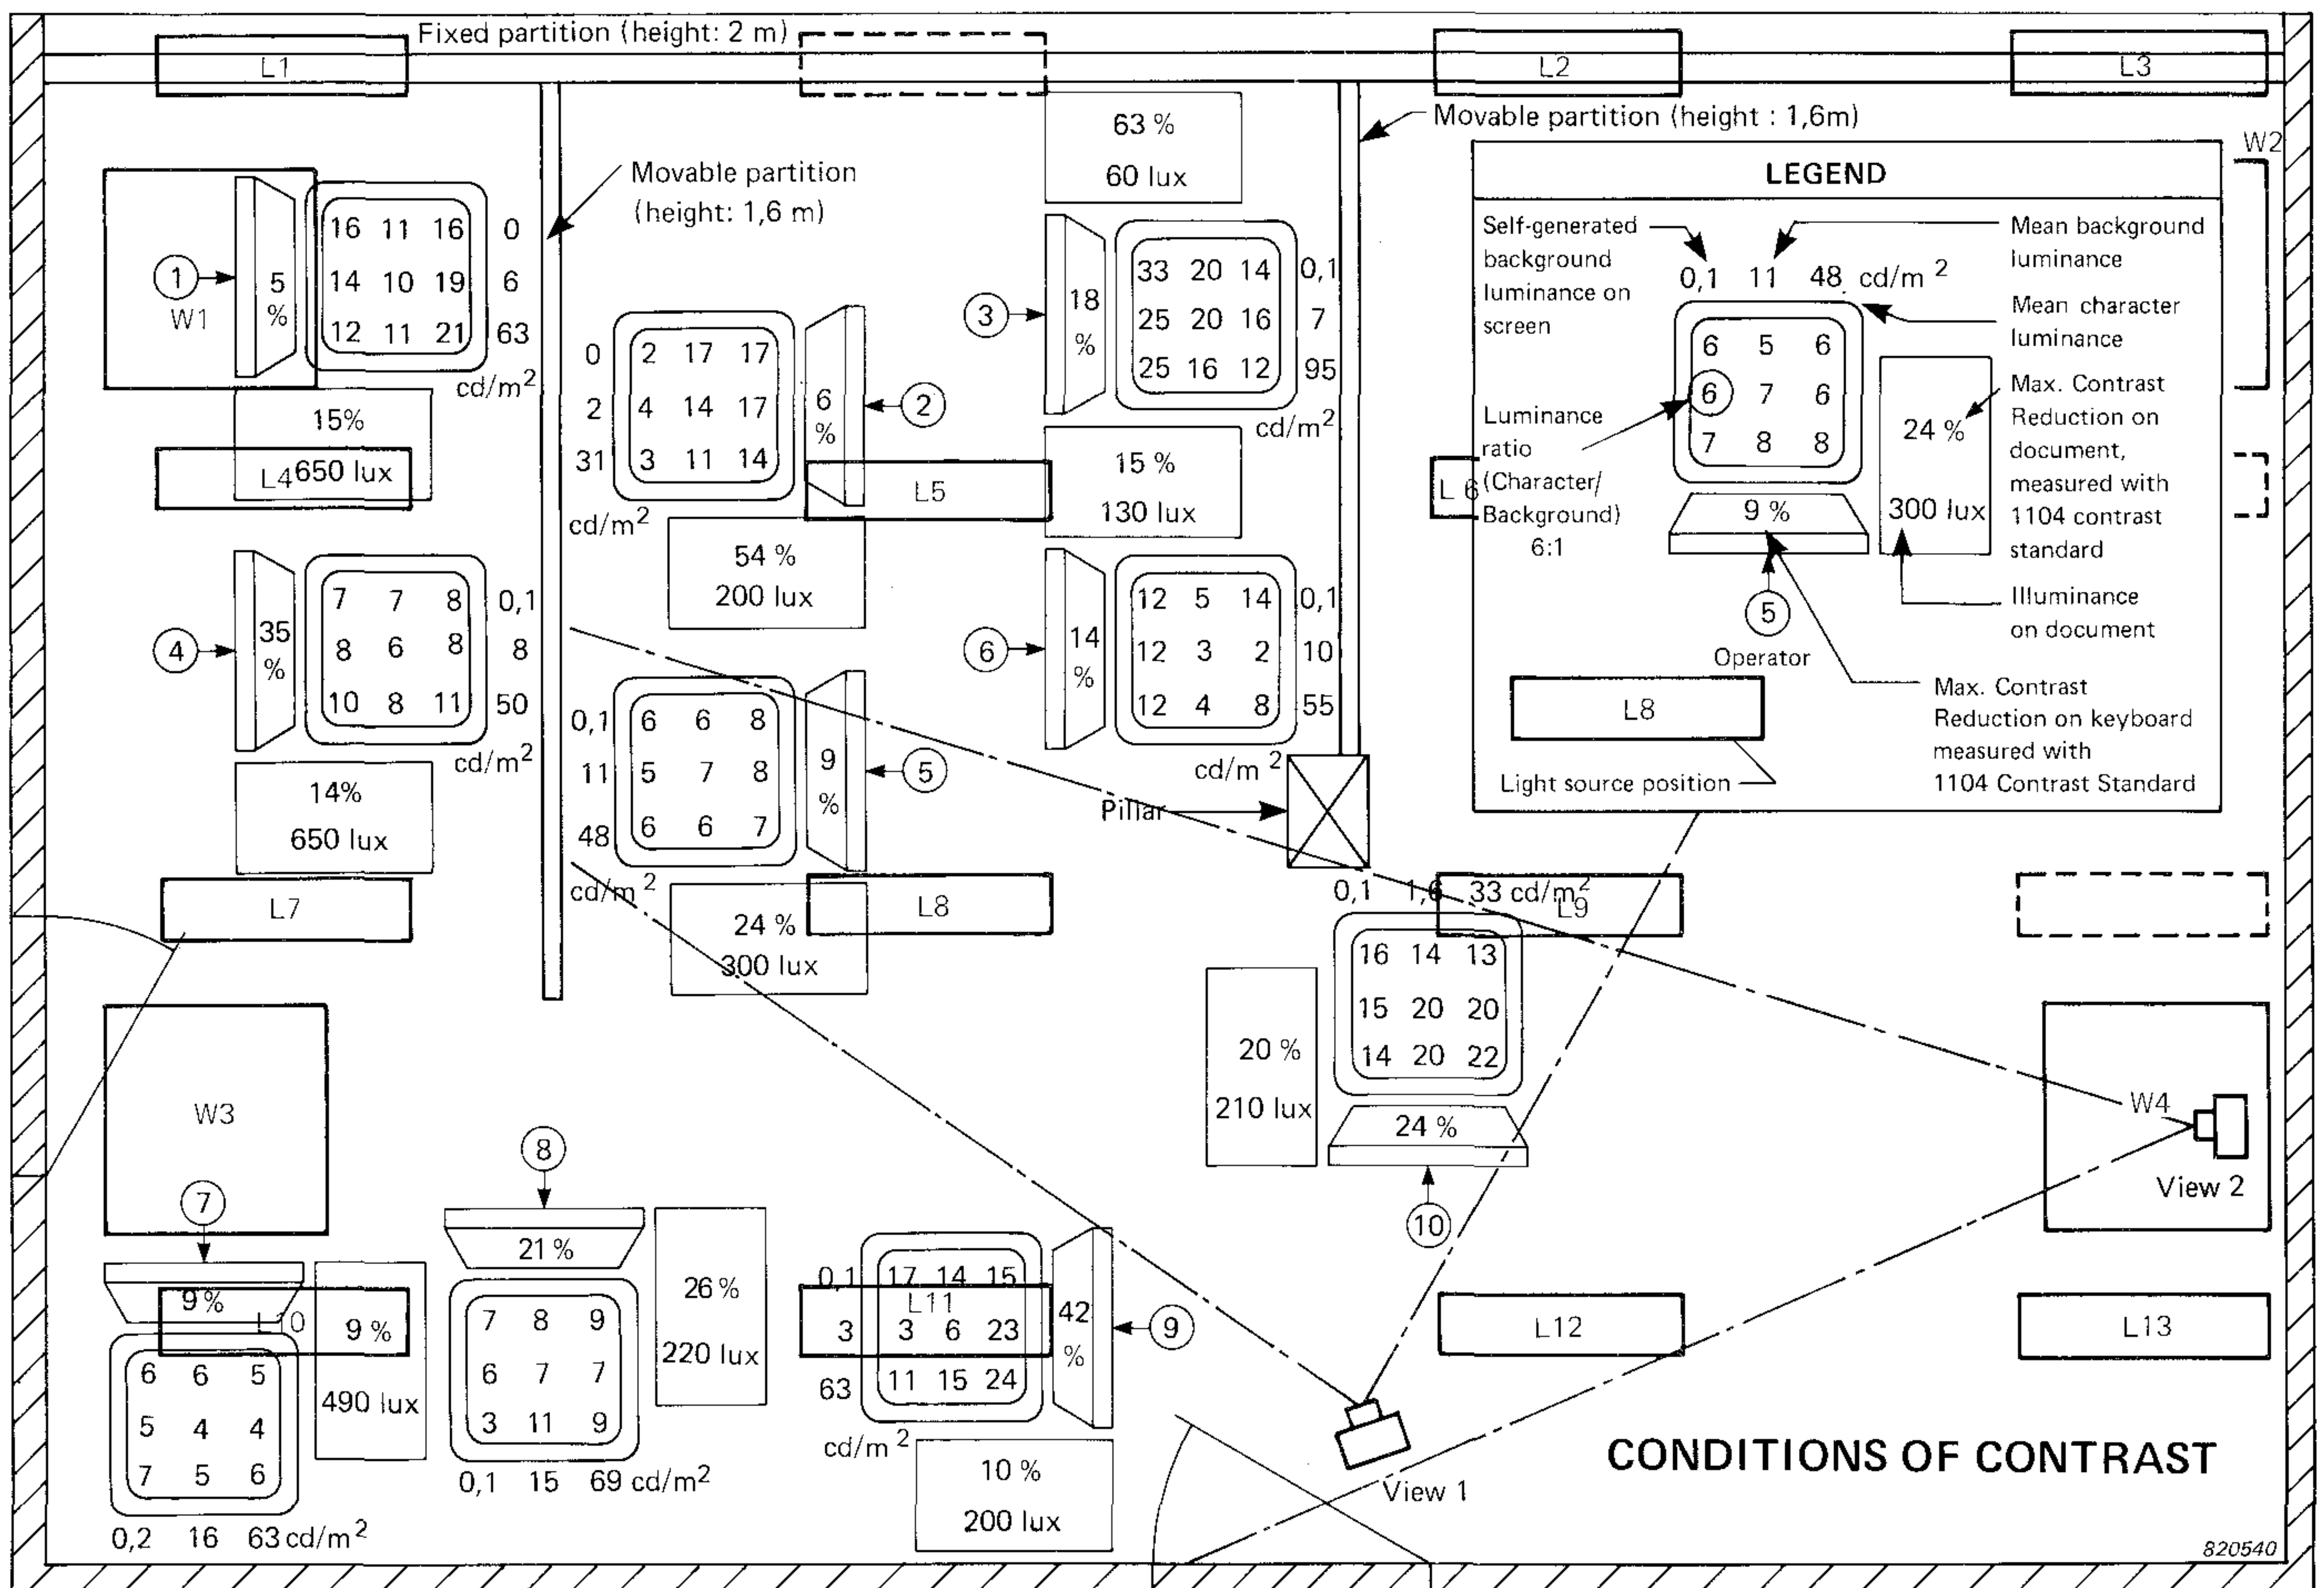 Fixed partition (height: 2 m)
L1
L2
L3
Movable partition (height : 1,6m)
63 %
60 lux
Movable partition
(height: 1,6 m)
W2
1
W1
5
%
16 11 16 0
14 10 19 6
12 11 21 63
cd/m²
15%
650 lux
L4
0 2 17 17
2 4 14 17
31 3 11 14
cd/m²
6
%
2
L5
54 %
200 lux
3
18
%
33 20 14 0,1
25 20 16 7
25 16 12 95
cd/m²
15 %
130 lux
4
35
%
7 7 8 0,1
8 6 8 8
10 8 11 50
cd/m²
14%
650 lux
L7
0,1 6 6 8
11 5 7 8
48 6 6 7
cd/m²
9
%
5
24 %
300 lux
L8
6
14
%
12 5 14 0,1
12 3 2 10
12 4 8 55
cd/m²
Pillar
LEGEND
Self-generated
background
luminance on
screen
0,1 11 48 cd/m²
Mean background
luminance
Mean character
luminance
6 5 6
6 7 6
7 8 8
Luminance
ratio
(Character/
Background)
6:1
L 6
24 %
300 lux
Max. Contrast
Reduction on
document,
measured with
1104 contrast
standard
9 %
5
Operator
Illuminance
on document
Max. Contrast
Reduction on keyboard
measured with
1104 Contrast Standard
L8
Light source position
0,1 1,6 33 cd/m²
L9
16 14 13
15 20 20
14 20 22
20 %
210 lux
24 %
10
W4
View 2
W3
7
9%
L10
9 %
490 lux
6 6 5
5 4 4
7 5 6
0,2 16 63 cd/m²
8
21 %
7 8 9
6 7 7
3 11 9
0,1 15 69 cd/m²
26 %
220 lux
0,1 17 14 15
L11
3 3 6 23
63 11 15 24
cd/m²
42
%
9
10 %
200 lux
L12
L13
View 1
CONDITIONS OF CONTRAST
820540